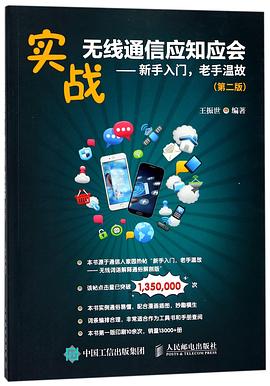 实战
无线通信应知应会
——新手入门，老手温故
（第二版）
王振世 编著
本书源于通信人家园热帖“新手入门，老手温故
——无线词语解释通俗解剖版”
该帖点击量已突破 1,350,000+ 次
本书实例通俗易懂，配合漫画插图，妙趣横生
词条编排合理，非常适合作为工具书和手册查阅
本书第一版印刷10余次，销量13000+册
中国工信出版集团
人民邮电出版社
POSTS & TELECOM PRESS